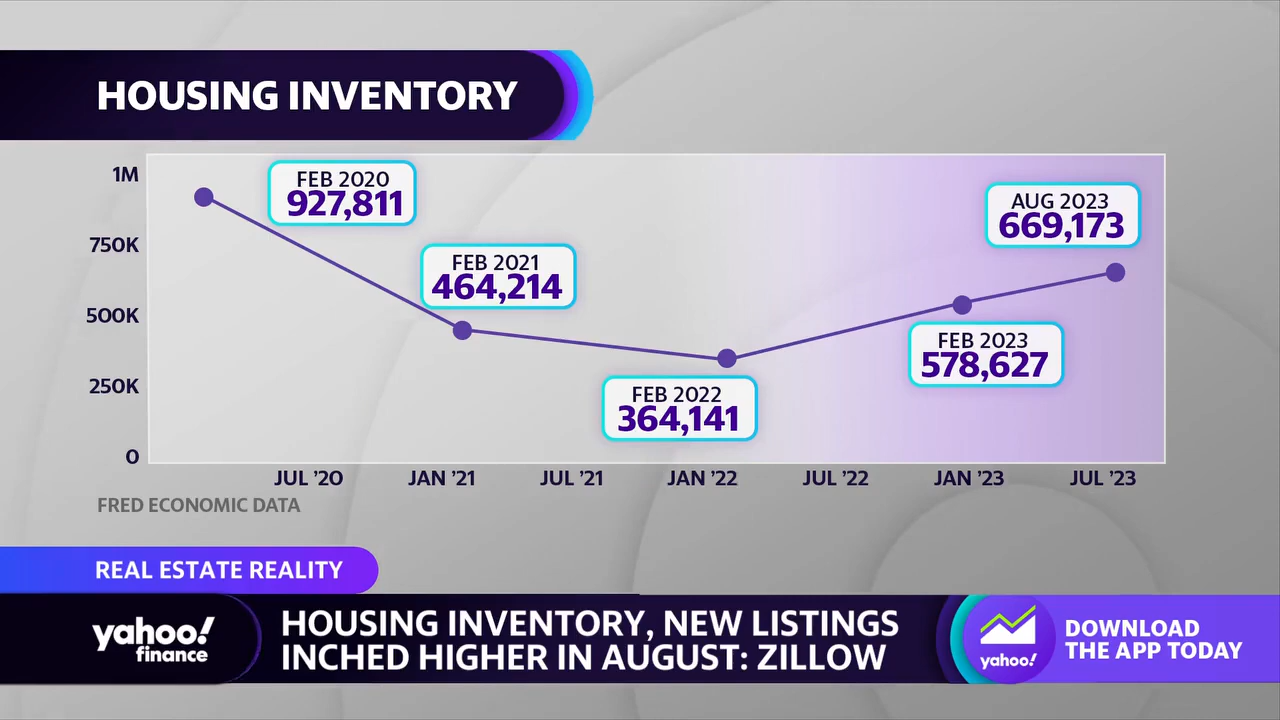 HOUSING INVENTORY
1M
750K
500K
250K
0
FEB 2020
927,811
FEB 2021
464,214
FEB 2022
364,141
FEB 2023
578,627
AUG 2023
669,173
JUL ’20
JAN ’21
JUL ’21
JAN ’22
JUL ’22
JAN ’23
JUL ’23
FRED ECONOMIC DATA
REAL ESTATE REALITY
yahoo!
finance
HOUSING INVENTORY, NEW LISTINGS
INCHED HIGHER IN AUGUST: ZILLOW
yahoo!
DOWNLOAD
THE APP TODAY